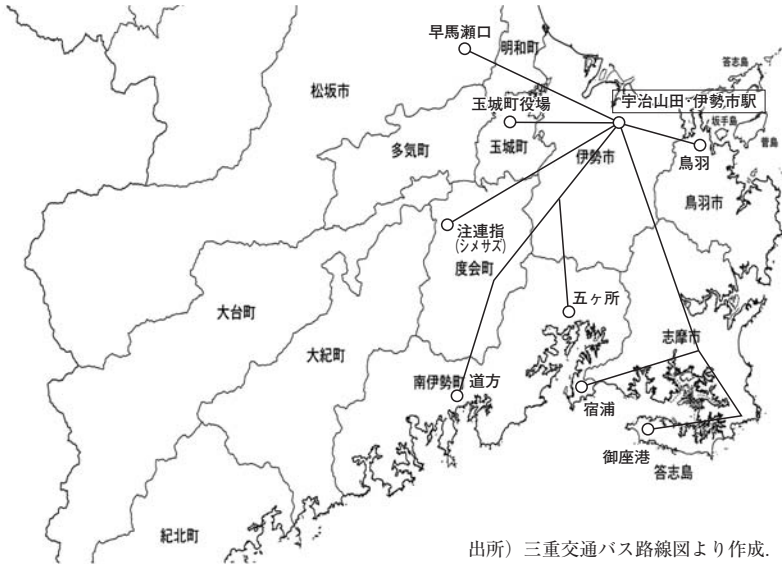 早馬瀬口
明和町
答志島
松坂市
玉城町役場
宇治山田・伊勢市駅
坂手島
菅島
多気町
玉城町
伊勢市
鳥羽
鳥羽市
注連指
(シメサズ)
度会町
大台町
五ヶ所
大紀町
志摩市
南伊勢町
道方
宿浦
御座港
答志島
紀北町
出所）三重交通バス路線図より作成.